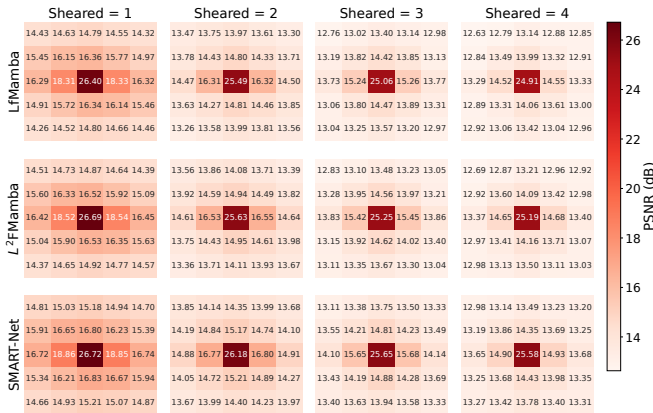 Sheared = 1 Sheared = 2 Sheared = 3 Sheared = 4
LfMamba
14.43 14.63 14.79 14.55 14.32 13.47 13.75 13.97 13.61 13.30 12.76 13.02 13.40 13.14 12.98 12.63 12.79 13.14 12.88 12.85
15.45 16.15 16.36 15.77 14.97 13.78 14.43 14.80 14.33 13.71 13.19 13.82 14.42 13.85 13.13 12.84 13.49 13.99 13.32 12.91
16.29 18.31 26.40 18.33 16.32 14.47 16.31 25.49 16.32 14.50 13.73 15.24 25.06 15.26 13.77 13.29 14.52 24.91 14.55 13.33
14.91 15.72 16.34 16.14 15.46 13.63 14.27 14.81 14.46 13.85 13.06 13.80 14.47 13.89 13.31 12.89 13.31 14.06 13.61 13.00
14.26 14.52 14.80 14.66 14.46 13.26 13.58 13.99 13.81 13.56 13.04 13.25 13.57 13.20 12.97 12.92 13.06 13.42 13.04 12.96
L²FMamba
14.51 14.73 14.87 14.64 14.39 13.56 13.86 14.08 13.71 13.39 12.83 13.10 13.48 13.23 13.05 12.69 12.87 13.21 12.96 12.92
15.60 16.33 16.52 15.92 15.09 13.92 14.59 14.94 14.49 13.82 13.28 13.95 14.56 13.97 13.21 12.92 13.60 14.09 13.42 12.98
16.42 18.52 26.69 18.54 16.45 14.61 16.53 25.63 16.55 14.64 13.83 15.42 25.25 15.45 13.86 13.37 14.65 25.19 14.68 13.40
15.04 15.90 16.53 16.35 15.63 13.75 14.43 14.95 14.61 13.98 13.15 13.92 14.62 14.02 13.40 12.97 13.41 14.16 13.71 13.07
14.37 14.65 14.92 14.77 14.57 13.36 13.71 14.11 13.93 13.67 13.11 13.35 13.67 13.30 13.04 12.98 13.13 13.50 13.11 13.03
SMART-Net
14.81 15.03 15.18 14.94 14.70 13.85 14.14 14.35 13.99 13.68 13.11 13.38 13.75 13.50 13.33 12.98 13.14 13.49 13.23 13.20
15.91 16.65 16.80 16.23 15.39 14.19 14.84 15.17 14.74 14.10 13.55 14.21 14.81 14.23 13.49 13.19 13.86 14.35 13.69 13.25
16.72 18.86 26.72 18.85 16.74 14.88 16.77 26.18 16.80 14.91 14.10 15.65 25.65 15.68 14.14 13.65 14.90 25.58 14.93 13.68
15.34 16.21 16.83 16.67 15.94 14.05 14.72 15.21 14.89 14.27 13.43 14.19 14.88 14.28 13.68 13.25 13.68 14.43 13.98 13.35
14.66 14.93 15.21 15.07 14.87 13.67 13.99 14.40 14.23 13.97 13.40 13.63 13.94 13.58 13.33 13.27 13.42 13.78 13.40 13.31
26
24
22
20
18
16
14
PSNR (dB)